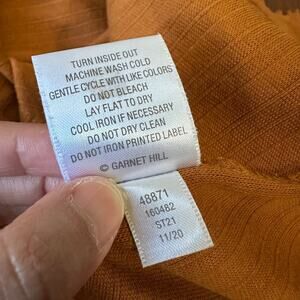 TURN INSIDE OUT
MACHINE WASH COLD
GENTLE CYCLE WITH LIKE COLORS
DO NOT BLEACH
LAY FLAT TO DRY
COOL IRON IF NECESSARY
DO NOT DRY CLEAN
DO NOT IRON PRINTED LABEL
© GARNET HILL
48871
160482
ST21
11/20